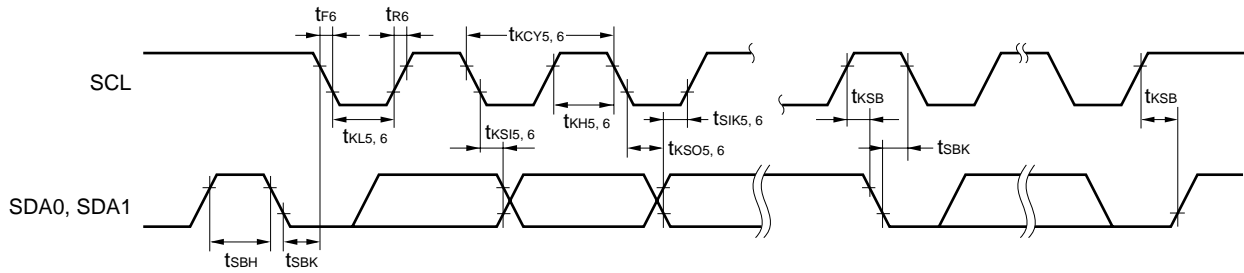 tF6
tR6
tKCY5, 6
SCL
tKSB
tKSB
tKL5, 6
tKSI5, 6
tKH5, 6
tSIK5, 6
tKSO5, 6
tSBK
SDA0, SDA1
tSBH
tSBK